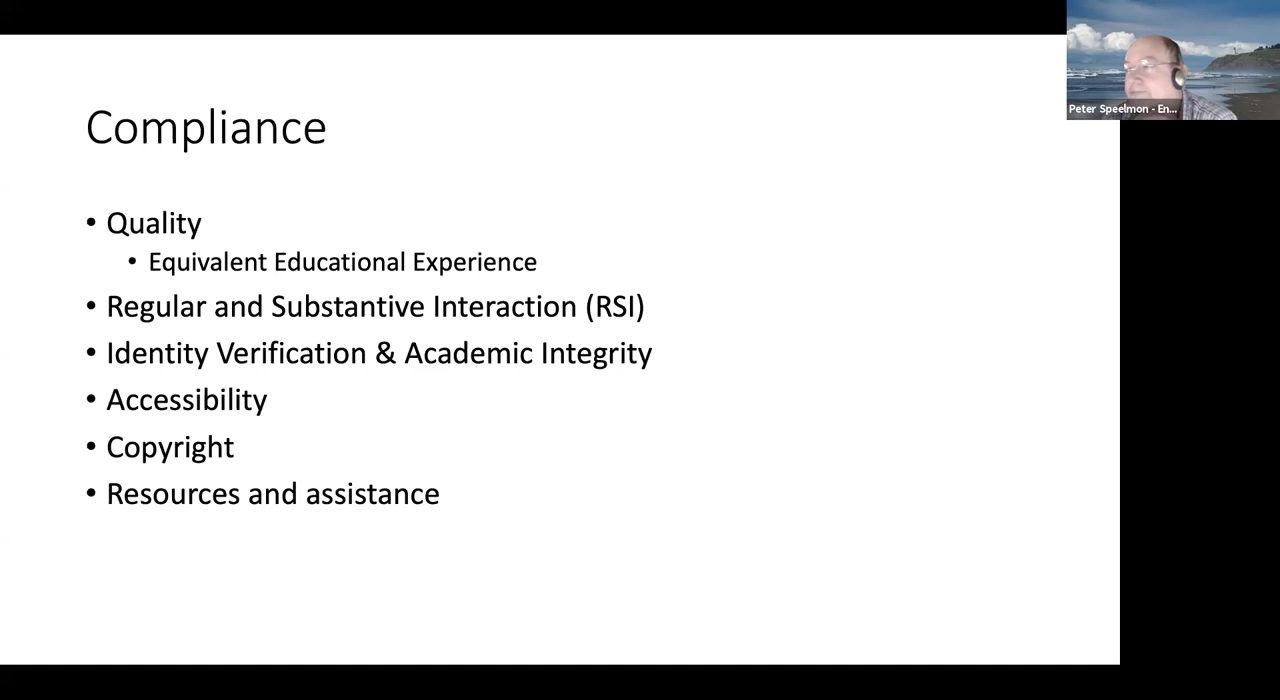 Compliance
• Quality
• Equivalent Educational Experience
• Regular and Substantive Interaction (RSI)
• Identity Verification & Academic Integrity
• Accessibility
• Copyright
• Resources and assistance
Peter Speelmon - En...